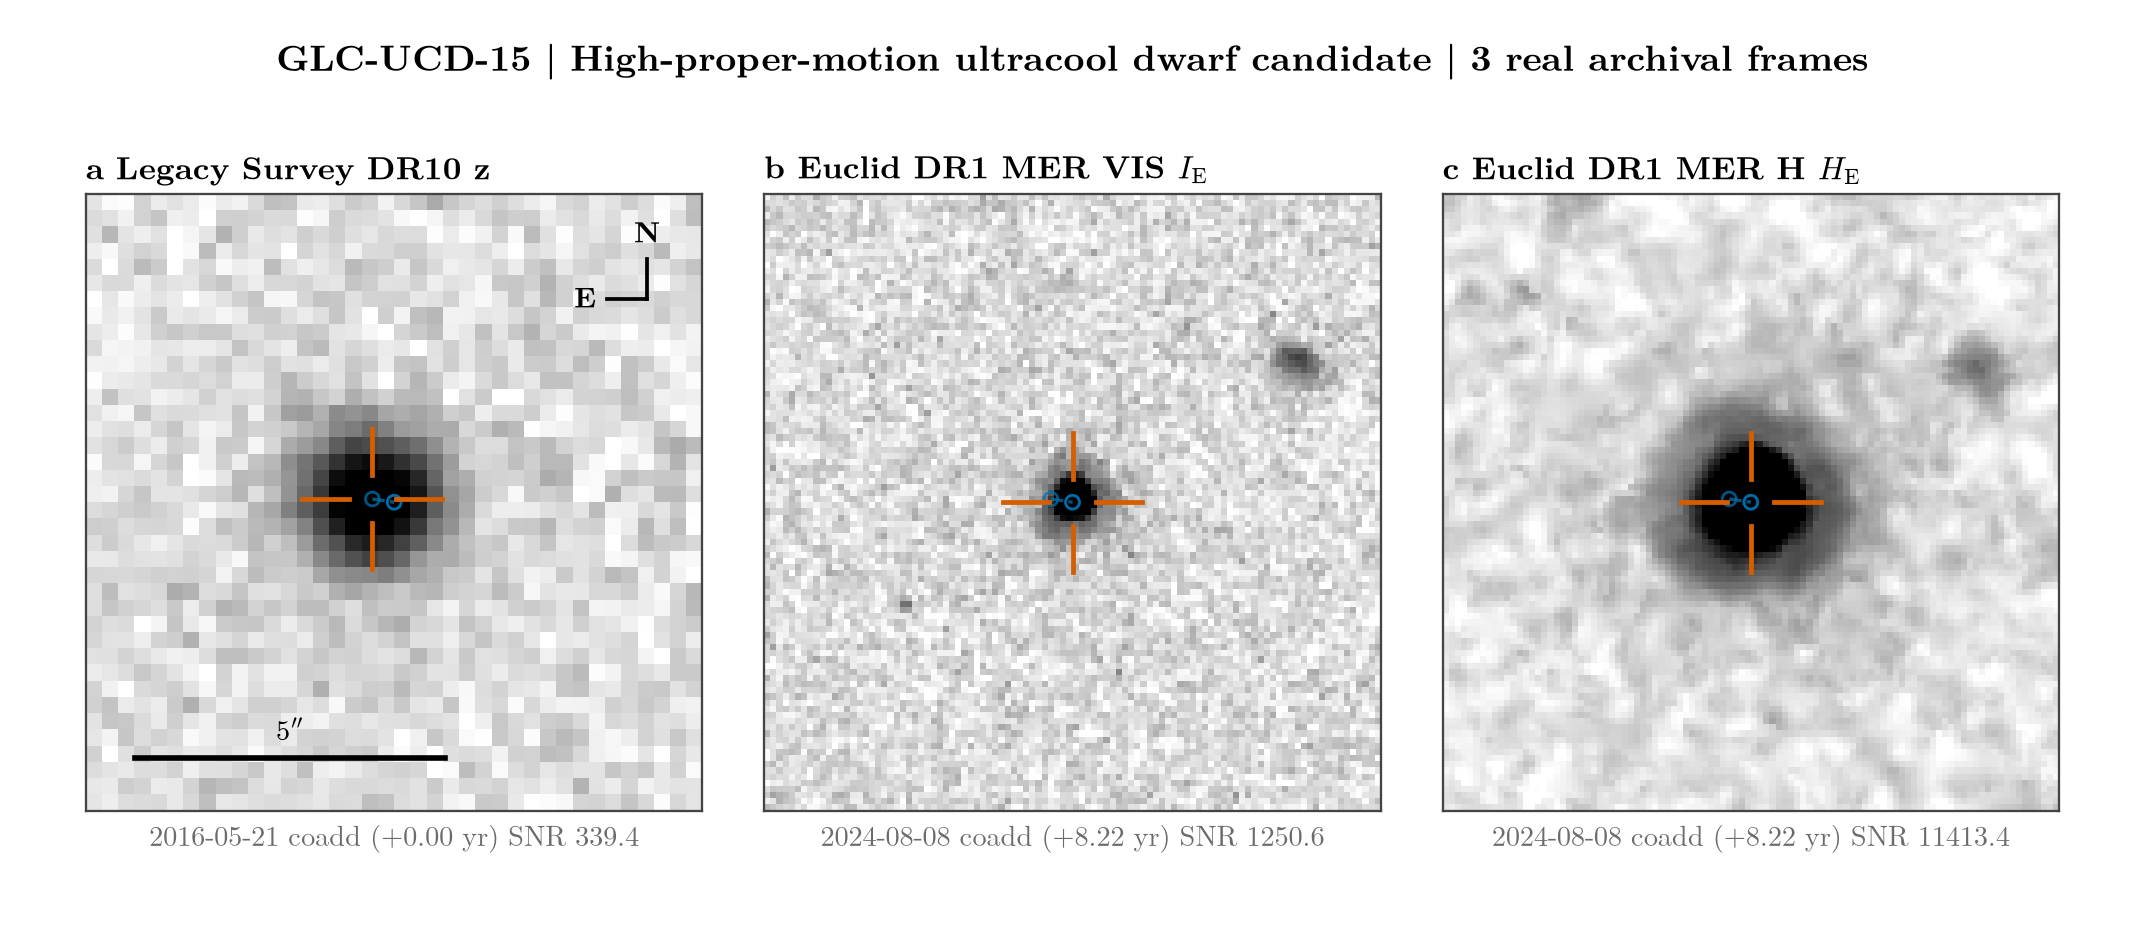 GLC-UCD-15 | High-proper-motion ultracool dwarf candidate | 3 real archival frames
a Legacy Survey DR10 z
b Euclid DR1 MER VIS I_E
c Euclid DR1 MER H H_E
N
E
5″
2016-05-21 coadd (+0.00 yr) SNR 339.4
2024-08-08 coadd (+8.22 yr) SNR 1250.6
2024-08-08 coadd (+8.22 yr) SNR 11413.4